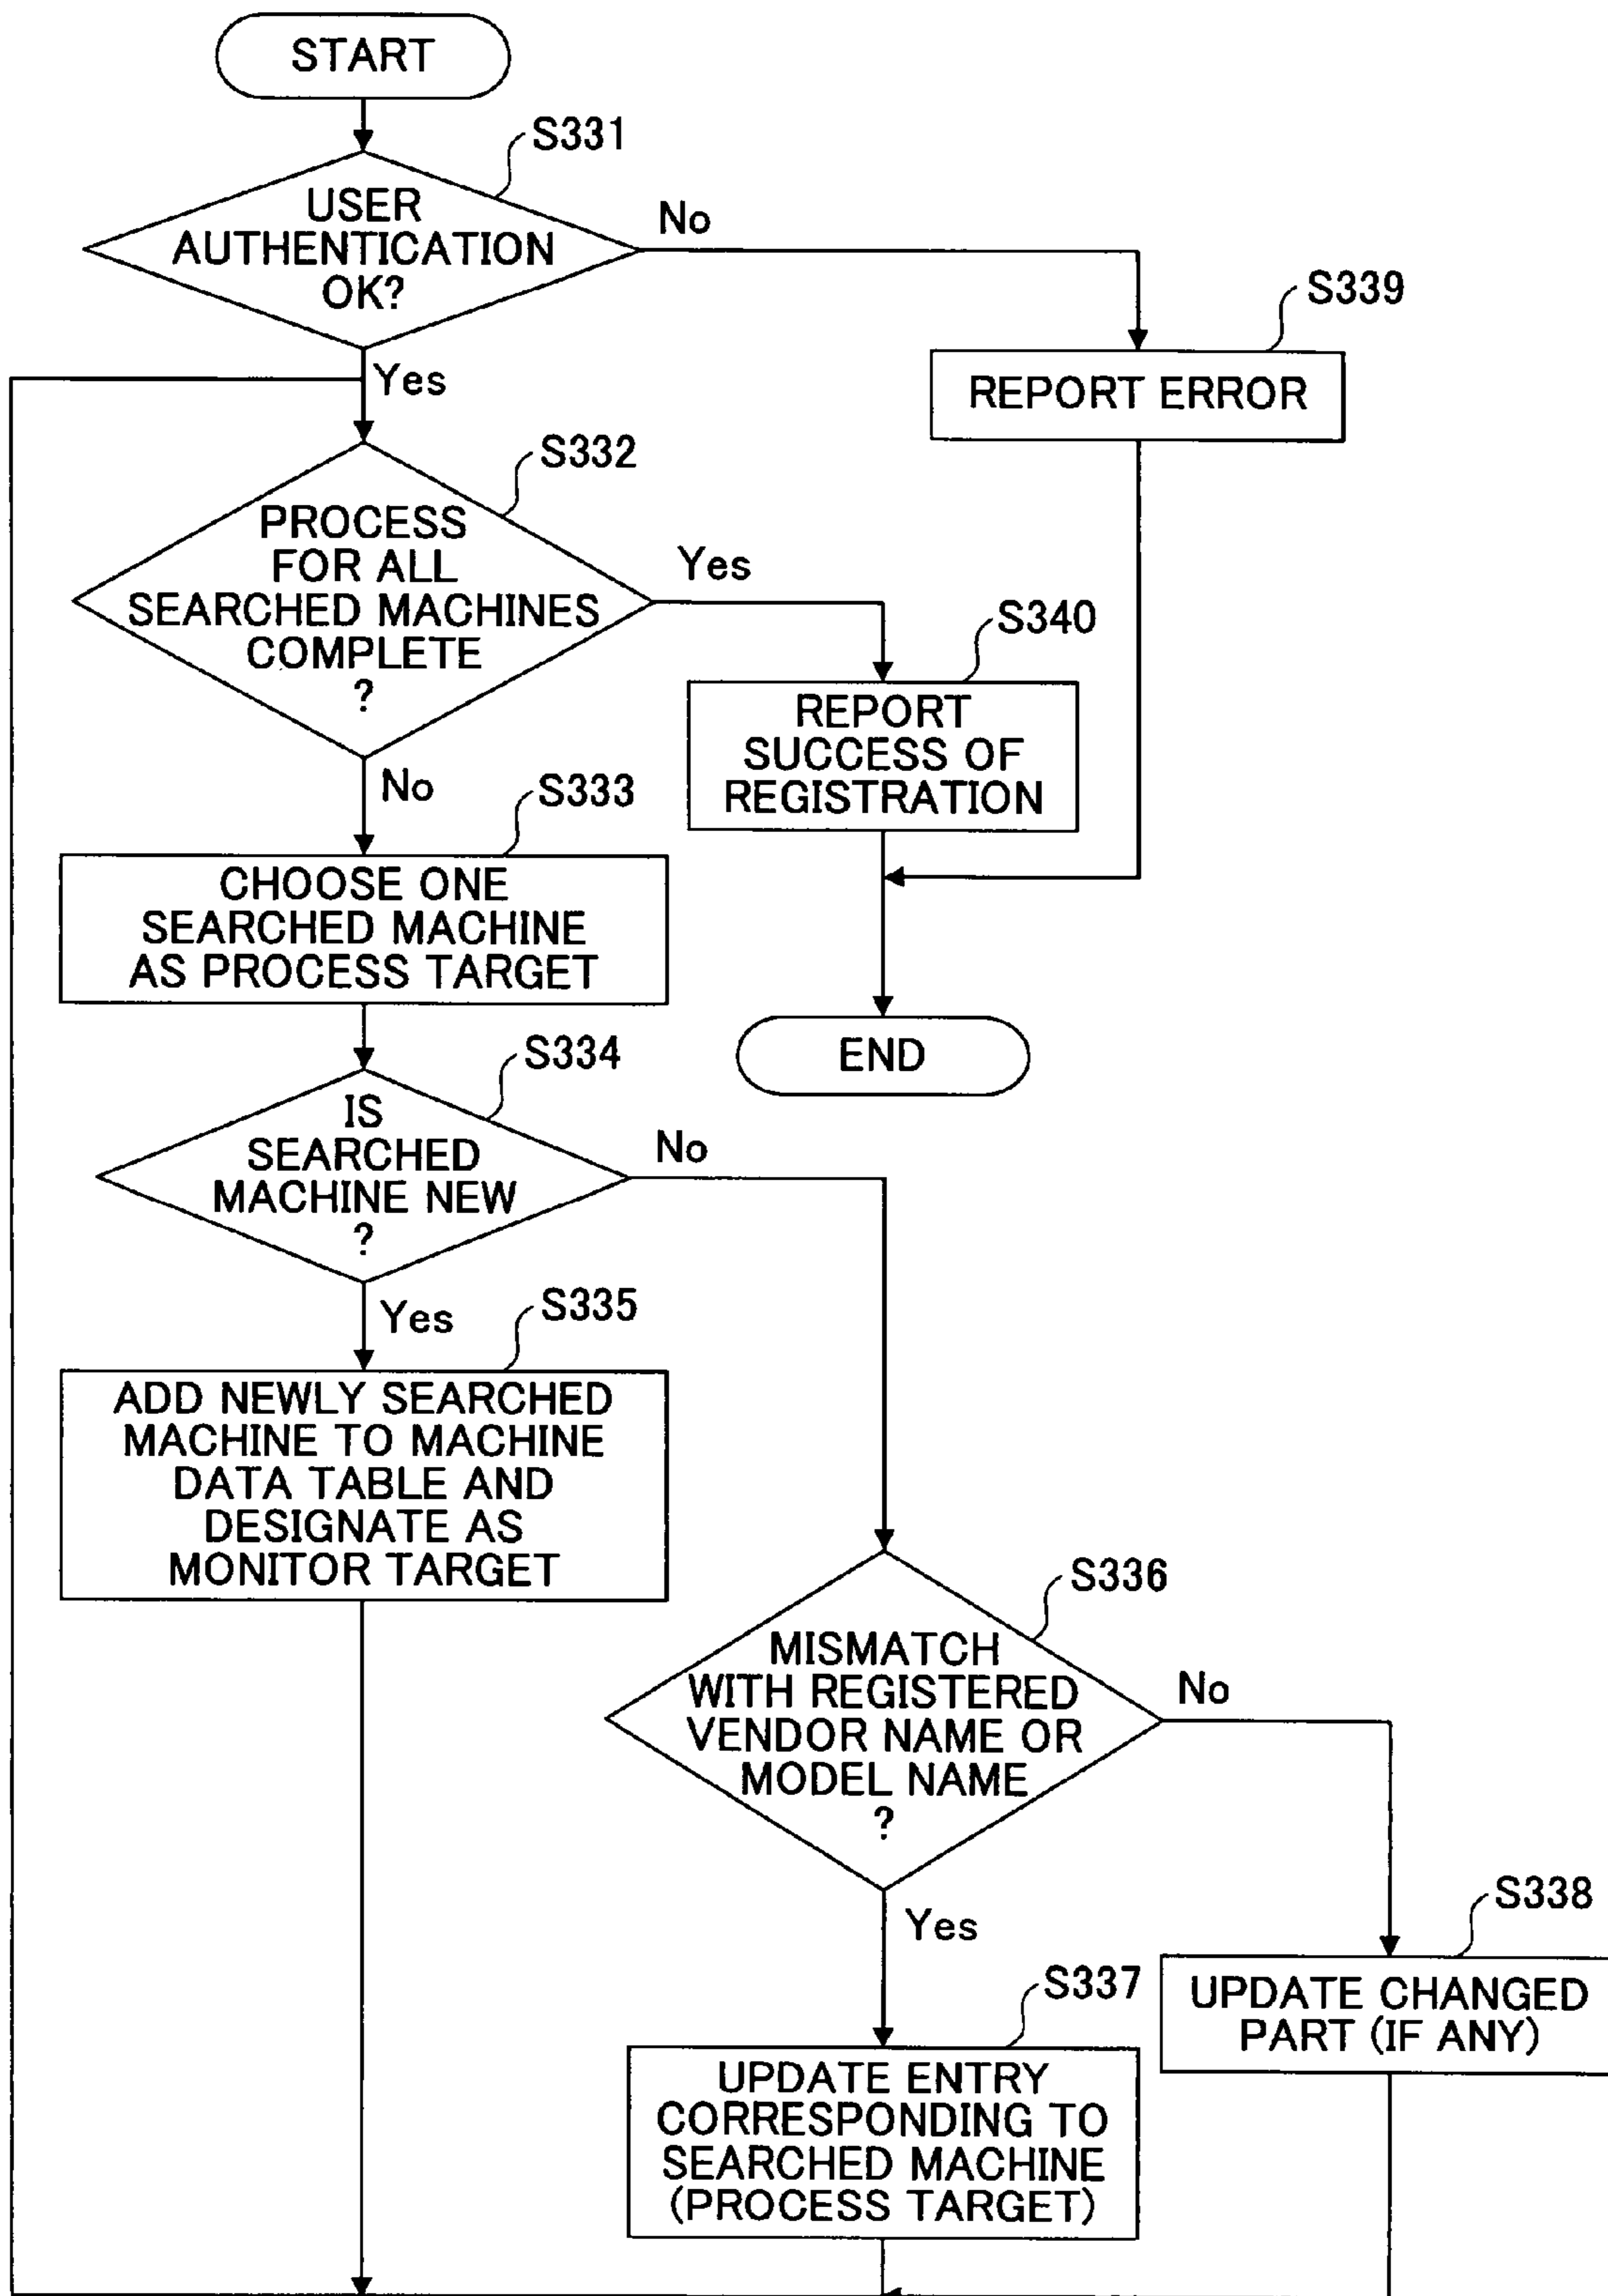 START
S331
USER
AUTHENTICATION
OK?
No
Yes
S339
REPORT ERROR
S332
PROCESS
FOR ALL
SEARCHED MACHINES
COMPLETE
?
Yes
S340
REPORT
SUCCESS OF
REGISTRATION
No
S333
CHOOSE ONE
SEARCHED MACHINE
AS PROCESS TARGET
END
S334
IS
SEARCHED
MACHINE NEW
?
No
Yes
S335
ADD NEWLY SEARCHED
MACHINE TO MACHINE
DATA TABLE AND
DESIGNATE AS
MONITOR TARGET
S336
MISMATCH
WITH REGISTERED
VENDOR NAME OR
MODEL NAME
?
No
Yes
S338
UPDATE CHANGED
PART (IF ANY)
S337
UPDATE ENTRY
CORRESPONDING TO
SEARCHED MACHINE
(PROCESS TARGET)